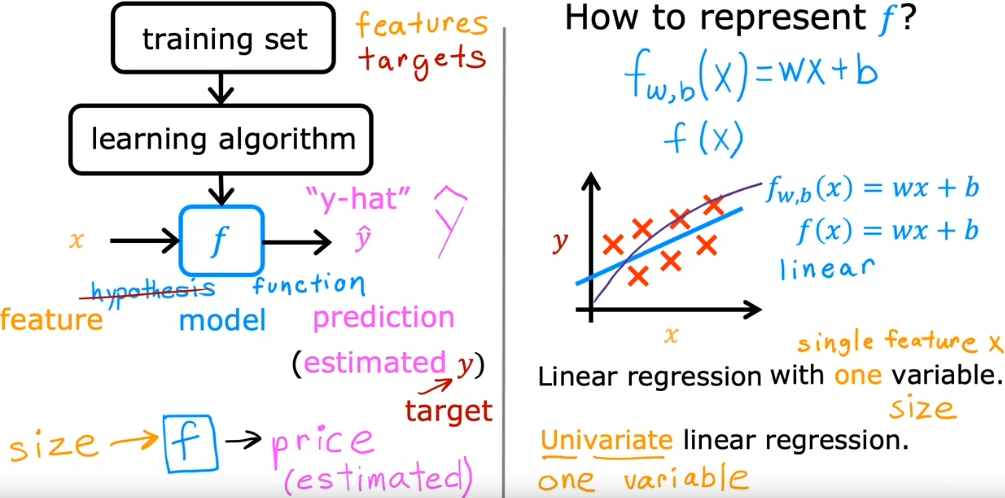 training set
features
targets
learning algorithm
"y-hat"
x
f
ŷ
ŷ
hypothesis
function
feature
model
prediction
(estimated y)
target
size → f → price
(estimated)
How to represent f?
f_{w,b}(x)=wx+b
f(x)
y
x
f_{w,b}(x) = wx + b
f(x) = wx + b
linear
single feature x
Linear regression with one variable.
size
Univariate linear regression.
one variable